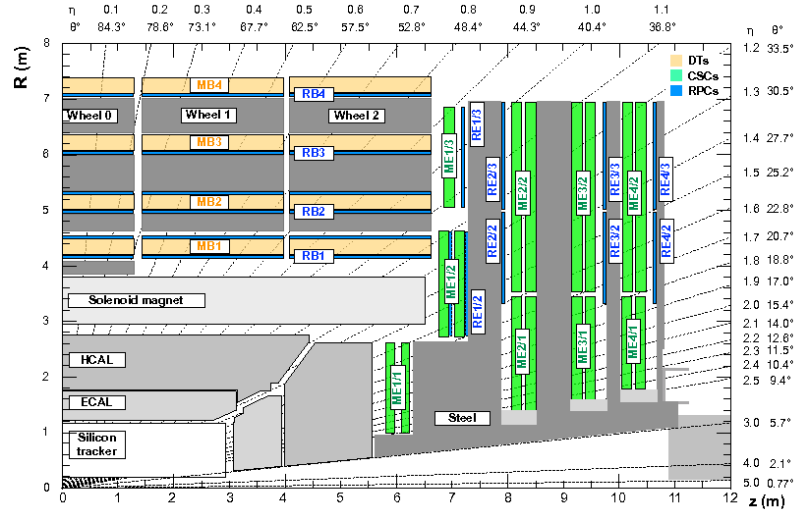 η 0.1 0.2 0.3 0.4 0.5 0.6 0.7 0.8 0.9 1.0 1.1
θ° 84.3° 78.6° 73.1° 67.7° 62.5° 57.5° 52.8° 48.4° 44.3° 40.4° 36.8° η θ°
R (m)
8
7
6
5
4
3
2
1
0
1.2 33.5°
1.3 30.5°
1.4 27.7°
1.5 25.2°
1.6 22.8°
1.7 20.7°
1.8 18.8°
1.9 17.0°
2.0 15.4°
2.1 14.0°
2.2 12.6°
2.3 11.5°
2.4 10.4°
2.5 9.4°
3.0 5.7°
4.0 2.1°
5.0 0.77°
DTs
CSCs
RPCs
MB4
RB4
Wheel 0 Wheel 1 Wheel 2
MB3
RB3
MB2
RB2
MB1
RB1
Solenoid magnet
HCAL
ECAL
Silicon
tracker
Steel
ME1/3
RE1/3
ME1/2
RE1/2
ME1/1
RE2/3
RE2/2
ME2/2
ME2/1
ME3/2
ME3/1
RE3/3
RE3/2
ME4/2
ME4/1
RE4/3
RE4/2
0 1 2 3 4 5 6 7 8 9 10 11 12
z (m)